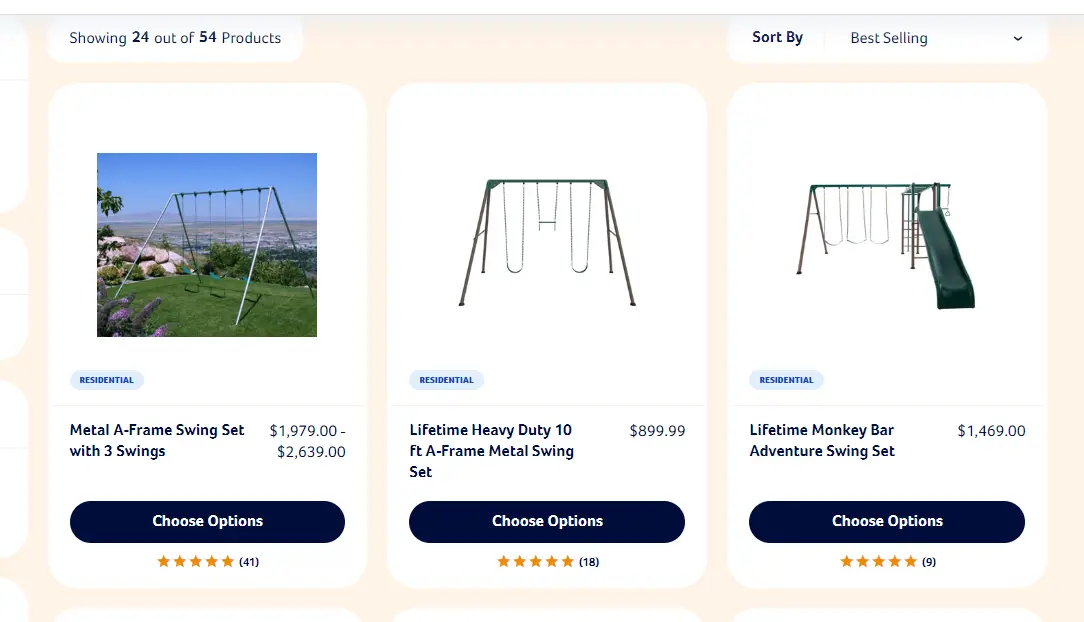 Showing 24 out of 54 Products
Sort By Best Selling
RESIDENTIAL
Metal A-Frame Swing Set
with 3 Swings
$1,979.00 -
$2,639.00
Choose Options
(41)
RESIDENTIAL
Lifetime Heavy Duty 10
ft A-Frame Metal Swing
Set
$899.99
Choose Options
(18)
RESIDENTIAL
Lifetime Monkey Bar
Adventure Swing Set
$1,469.00
Choose Options
(9)